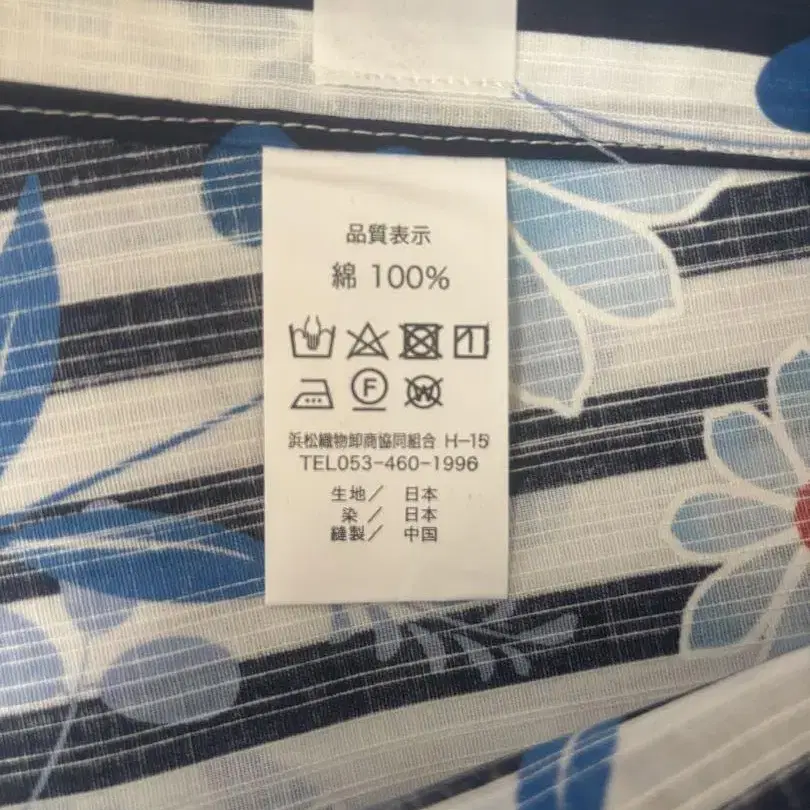 品質表示
綿 100%
F W
浜松織物卸商協同組合 H-15
TEL053-460-1996
生地/ 日本
染/ 日本
縫製/ 中国